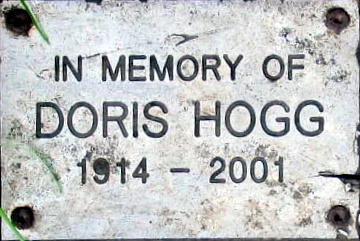 IN MEMORY OF
DORIS HOGG
1914 - 2001